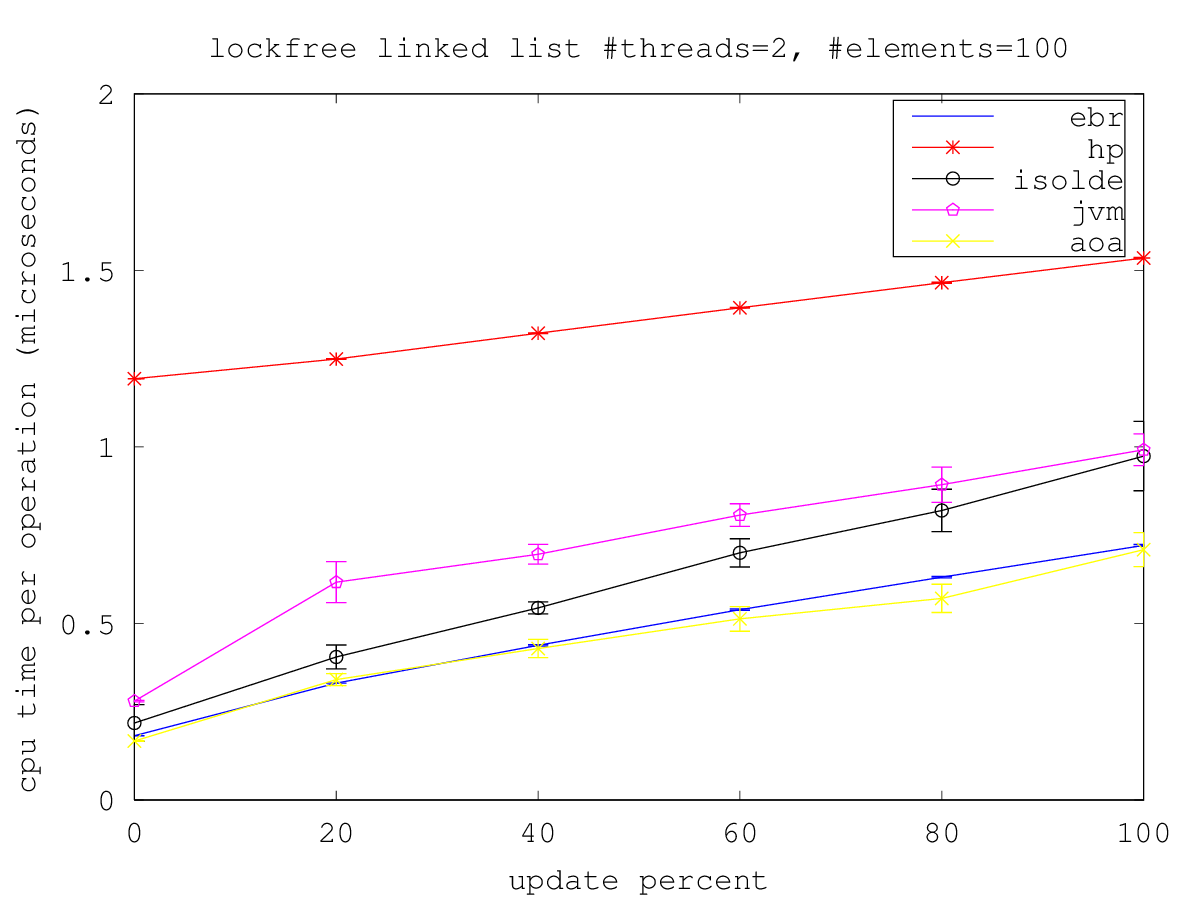 lockfree linked list #threads=2, #elements=100
cpu time per operation (microseconds)
2
1.5
1
0.5
0
ebr
hp
isolde
jvm
aoa
0 20 40 60 80 100
update percent